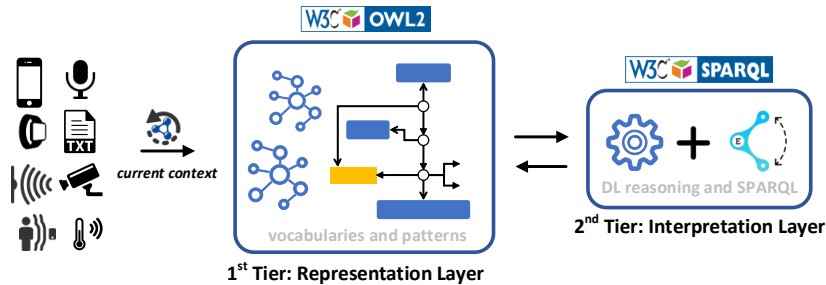 W3C OWL2
W3C SPARQL
TXT
current context
E
DL reasoning and SPARQL
vocabularies and patterns
2nd Tier: Interpretation Layer
1st Tier: Representation Layer